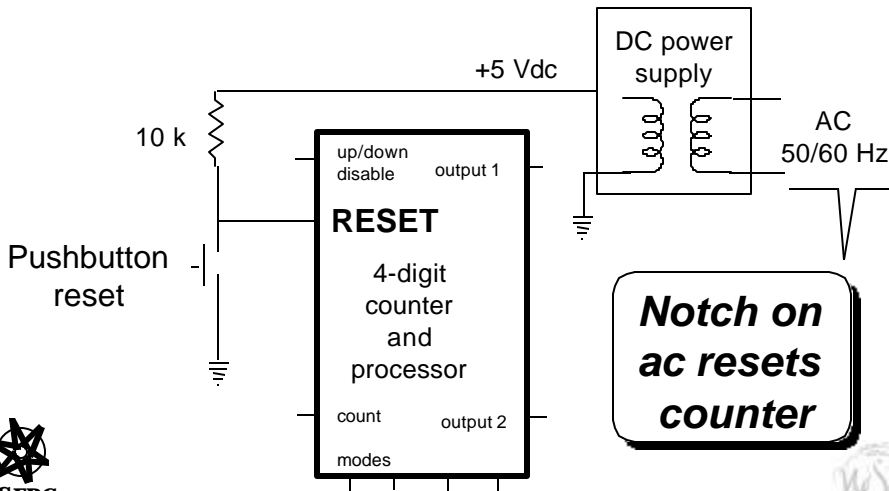 DC power
supply
+5 Vdc
10 k
AC
50/60 Hz
up/down
disable
output 1
RESET
Pushbutton
reset
4-digit
counter
and
processor
Notch on
ac resets
counter
count
output 2
modes